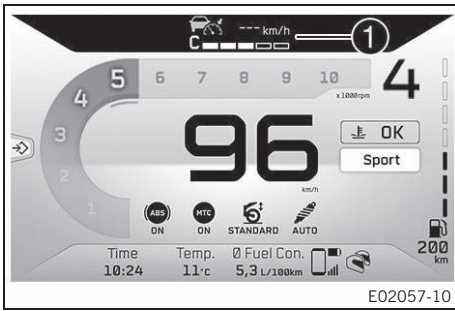 --- km/h
C
1
1 2 3 4 5 6 7 8 9 10
x1000rpm
4
96
km/h
OK
Sport
ABS
ON
MTC
ON
STANDARD
AUTO
200
km
Time
10:24
Temp.
11°C
Ø Fuel Con.
5,3 L/100km
E02057-10